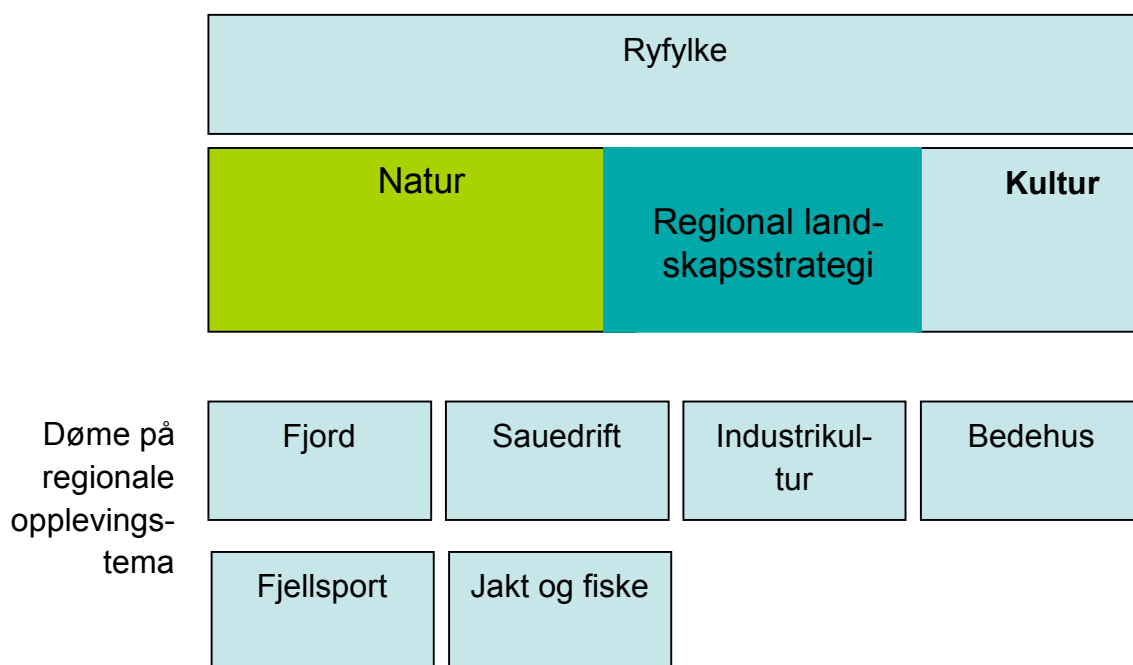 Ryfylke
Natur
Regional land-
skapsstrategi
Kultur
Døme på
regionale
opplevings-
tema
Fjord
Sauedrift
Industrikul-
tur
Bedehus
Fjellsport
Jakt og fiske